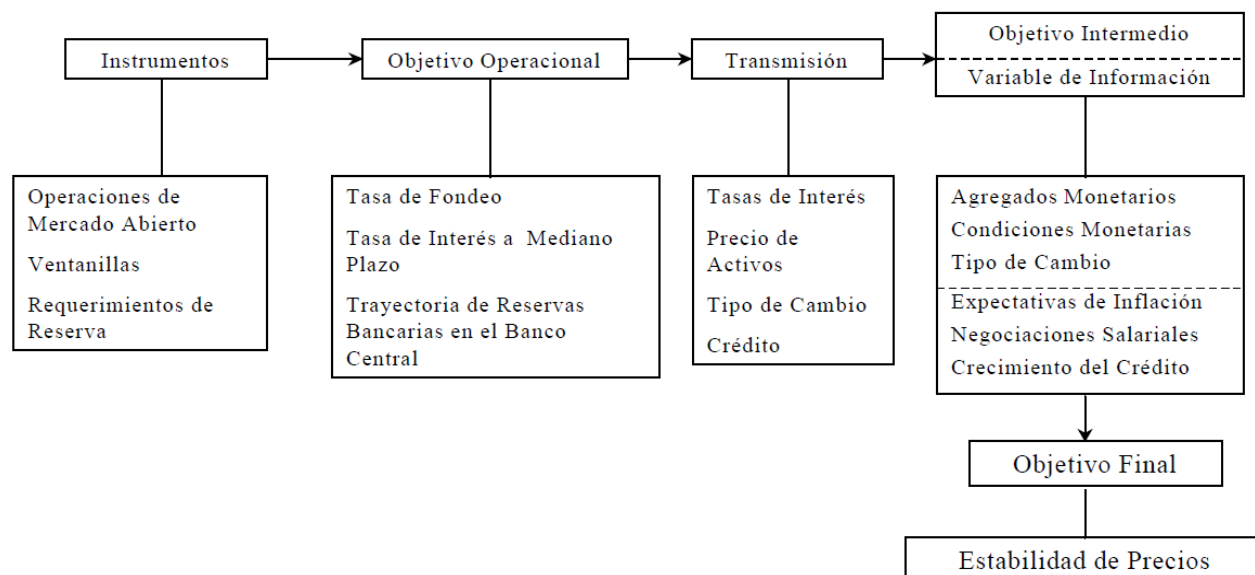 Instrumentos
Objetivo Operacional
Transmisión
Objetivo Intermedio
Variable de Información
Operaciones de
Mercado Abierto
Ventanillas
Requerimientos de
Reserva
Tasa de Fondeo
Tasa de Interés a Mediano
Plazo
Trayectoria de Reservas
Bancarias en el Banco
Central
Tasas de Interés
Precio de
Activos
Tipo de Cambio
Crédito
Agregados Monetarios
Condiciones Monetarias
Tipo de Cambio
Expectativas de Inflación
Negociaciones Salariales
Crecimiento del Crédito
Objetivo Final
Estabilidad de Precios